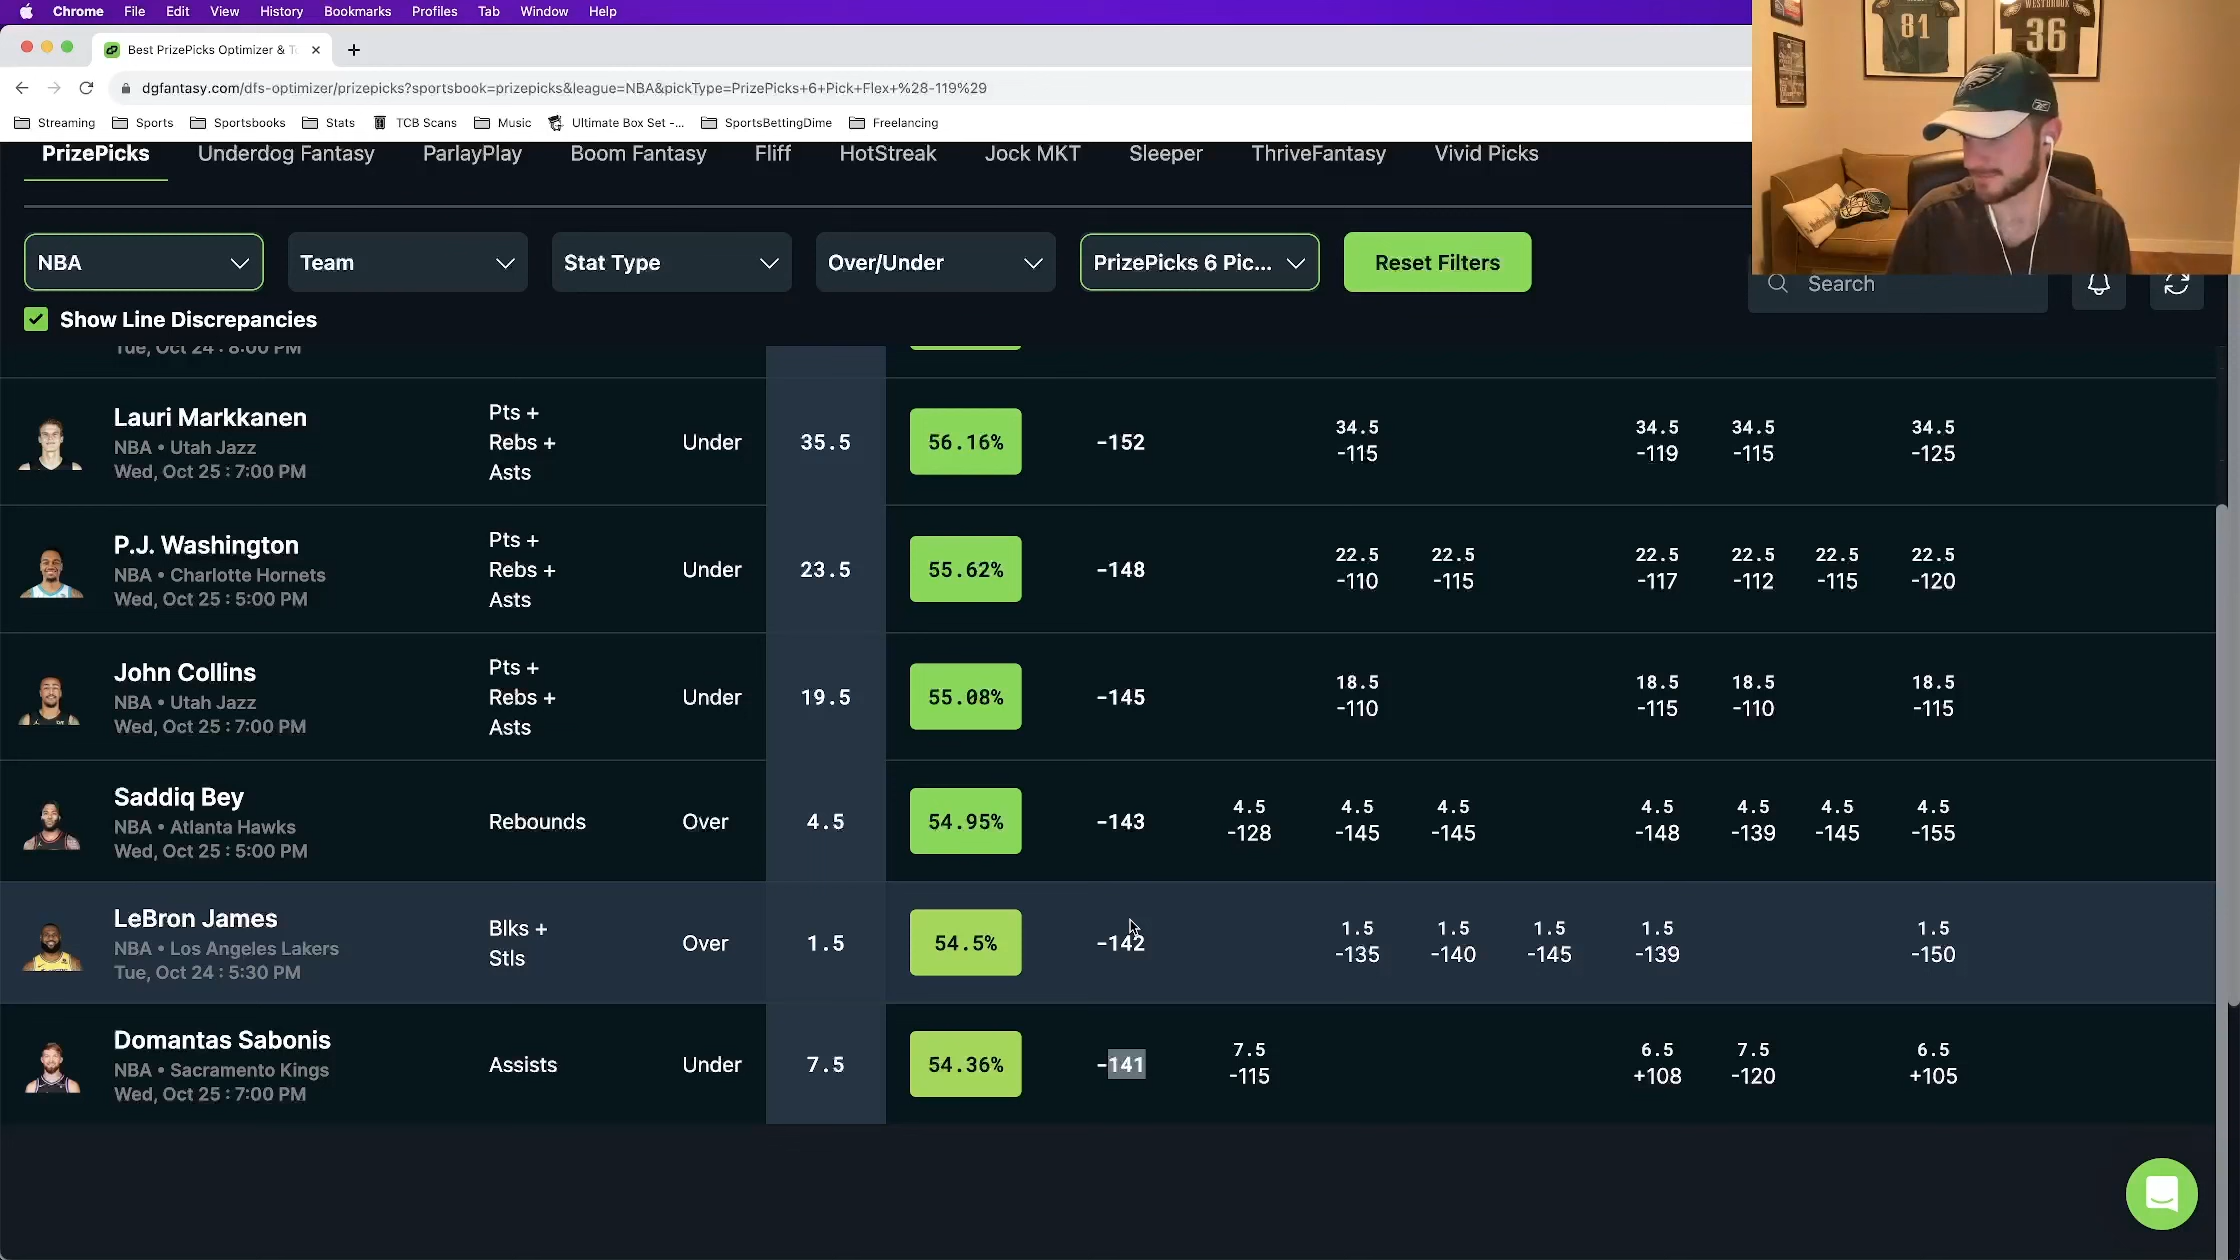 Chrome File Edit View History Bookmarks Profiles Tab Window Help
Best PrizePicks Optimizer & To
dgfantasy.com/dfs-optimizer/prizepicks?sportsbook=prizepicks&league=NBA&pickType=PrizePicks+6+Pick+Flex+%28-119%29
Streaming Sports Sportsbooks Stats TCB Scans Music Ultimate Box Set -... SportsBettingDime Freelancing
81
WESTBROOK
36
PrizePicks Underdog Fantasy ParlayPlay Boom Fantasy Fliff HotStreak Jock MKT Sleeper ThriveFantasy Vivid Picks
NBA Team Stat Type Over/Under PrizePicks 6 Pic... Reset Filters
Search
Show Line Discrepancies
Tue, Oct 24 : 8:00 PM
Lauri Markkanen
NBA • Utah Jazz
Wed, Oct 25 : 7:00 PM
Pts +
Rebs +
Asts
Under 35.5 56.16% -152
34.5 34.5 34.5 34.5
-115 -119 -115 -125
P.J. Washington
NBA • Charlotte Hornets
Wed, Oct 25 : 5:00 PM
Pts +
Rebs +
Asts
Under 23.5 55.62% -148
22.5 22.5 22.5 22.5 22.5 22.5
-110 -115 -117 -112 -115 -120
John Collins
NBA • Utah Jazz
Wed, Oct 25 : 7:00 PM
Pts +
Rebs +
Asts
Under 19.5 55.08% -145
18.5 18.5 18.5 18.5
-110 -115 -110 -115
Saddiq Bey
NBA • Atlanta Hawks
Wed, Oct 25 : 5:00 PM
Rebounds Over 4.5 54.95% -143
4.5 4.5 4.5 4.5 4.5 4.5 4.5
-128 -145 -145 -148 -139 -145 -155
LeBron James
NBA • Los Angeles Lakers
Tue, Oct 24 : 5:30 PM
Blks +
Stls
Over 1.5 54.5% -142
1.5 1.5 1.5 1.5 1.5
-135 -140 -145 -139 -150
Domantas Sabonis
NBA • Sacramento Kings
Wed, Oct 25 : 7:00 PM
Assists Under 7.5 54.36% -141
7.5 6.5 7.5 6.5
-115 +108 -120 +105